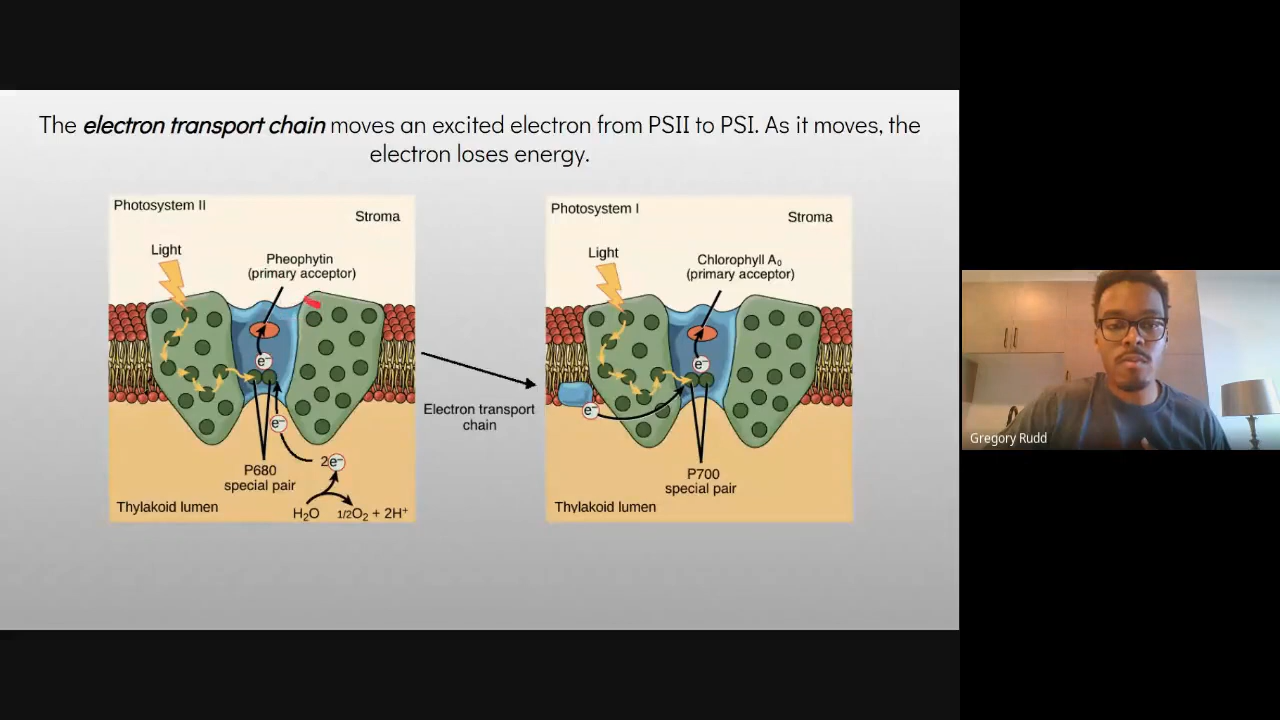 The electron transport chain moves an excited electron from PSII to PSI. As it moves, the
electron loses energy.
Photosystem II
Stroma
Light
Pheophytin
(primary acceptor)
e⁻
e⁻
2e⁻
P680
special pair
Thylakoid lumen
H₂O
1/2O₂ + 2H⁺
Electron transport
chain
Photosystem I
Stroma
Light
Chlorophyll A₀
(primary acceptor)
e⁻
e⁻
P700
special pair
Thylakoid lumen
Gregory Rudd